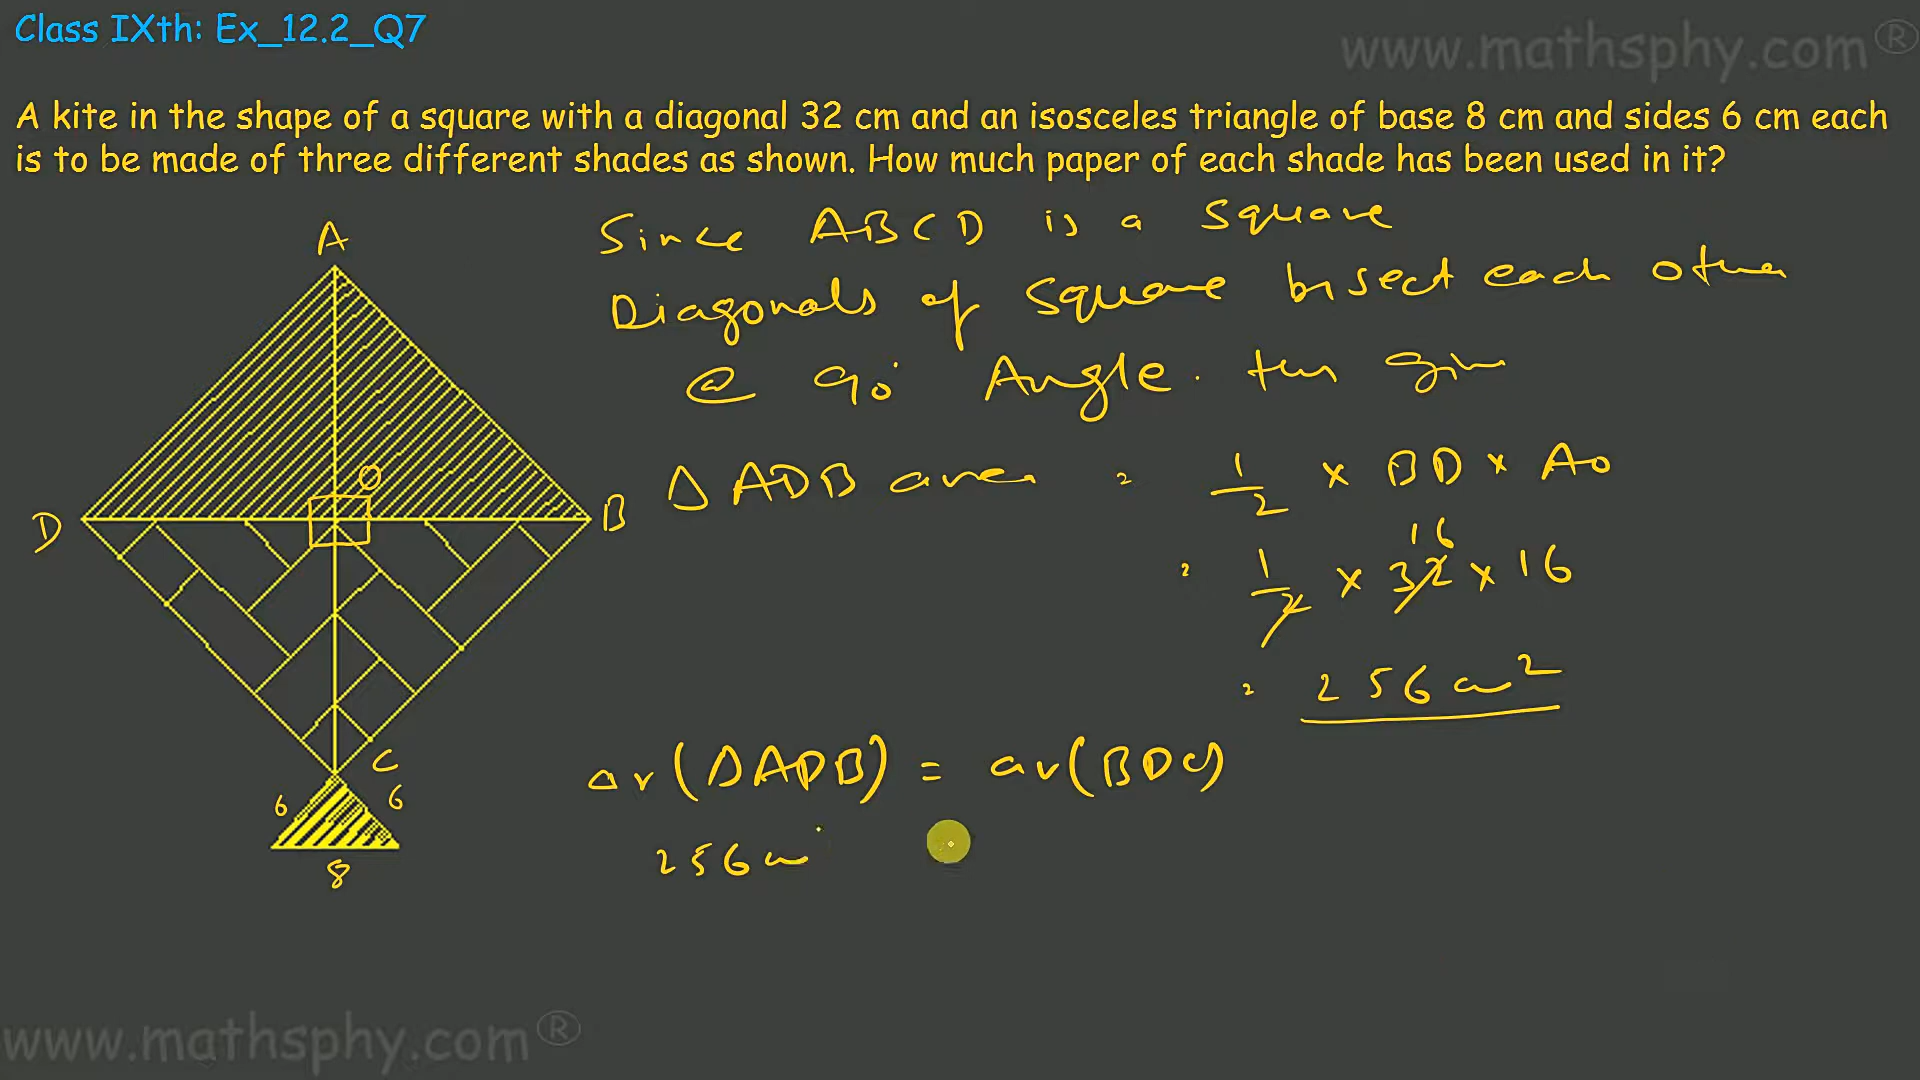 Class IXth: Ex_12.2_Q7
www.mathsphy.com®
A kite in the shape of a square with a diagonal 32 cm and an isosceles triangle of base 8 cm and sides 6 cm each
is to be made of three different shades as shown. How much paper of each shade has been used in it?
Since ABCD is a square
Diagonals of square bisect each other
@ 90° Angle.
Δ ADB area = 1/2 × BD × AO
= 1/2 × 32 × 16
16
= 256 cm²
ar(ΔADB) = ar(BDC)
256 cm
A
O
D
B
C
6
6
8
www.mathsphy.com®